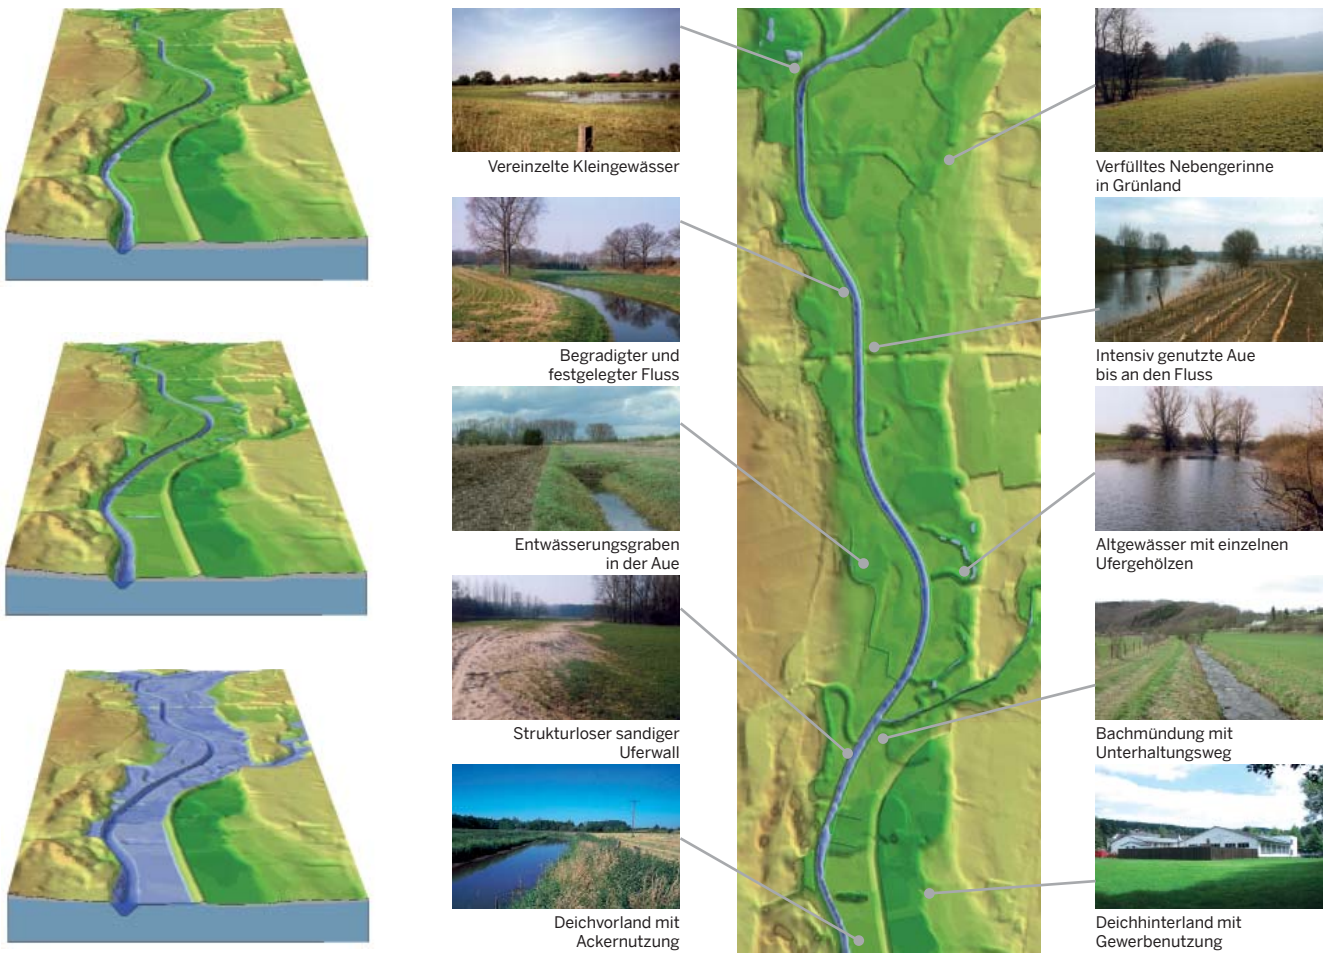 Vereinzelte Kleingewässer
Begradigter und
festgelegter Fluss
Entwässerungsgraben
in der Aue
Strukturloser sandiger
Uferwall
Deichvorland mit
Ackernutzung
Verfülltes Nebengerinne
in Grünland
Intensiv genutzte Aue
bis an den Fluss
Altgewässer mit einzelnen
Ufergehölzen
Bachmündung mit
Unterhaltungsweg
Deichhinterland mit
Gewerbenutzung